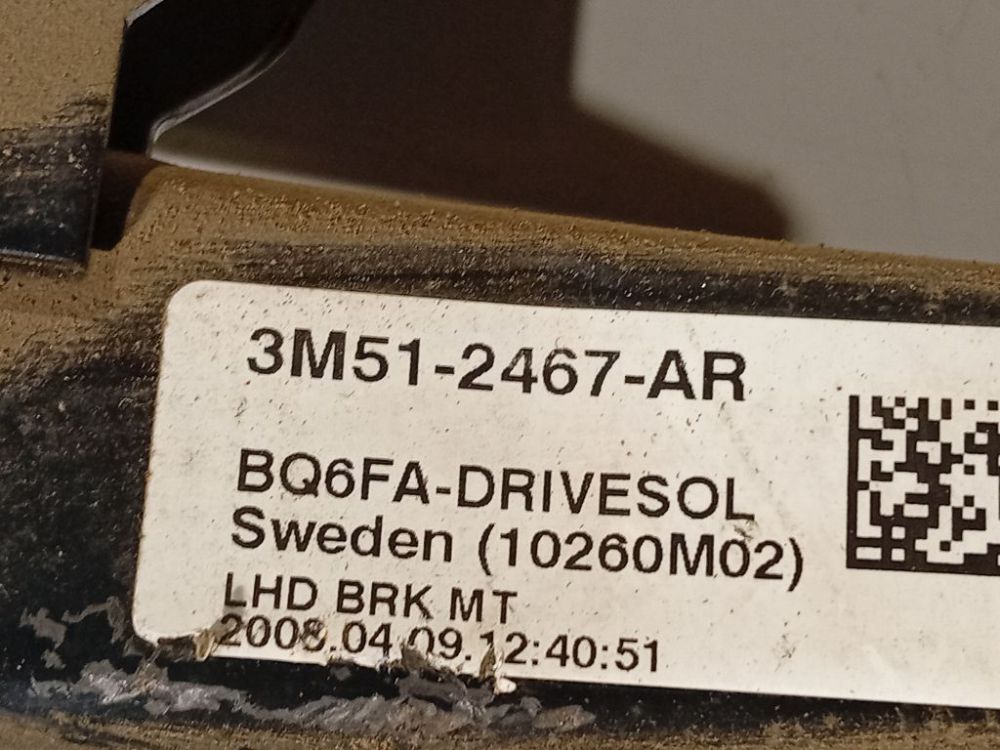 3M51-2467-AR
BQ6FA-DRIVESOL
Sweden (10260M02)
LHD BRK MT
2008.04.09.12:40:51